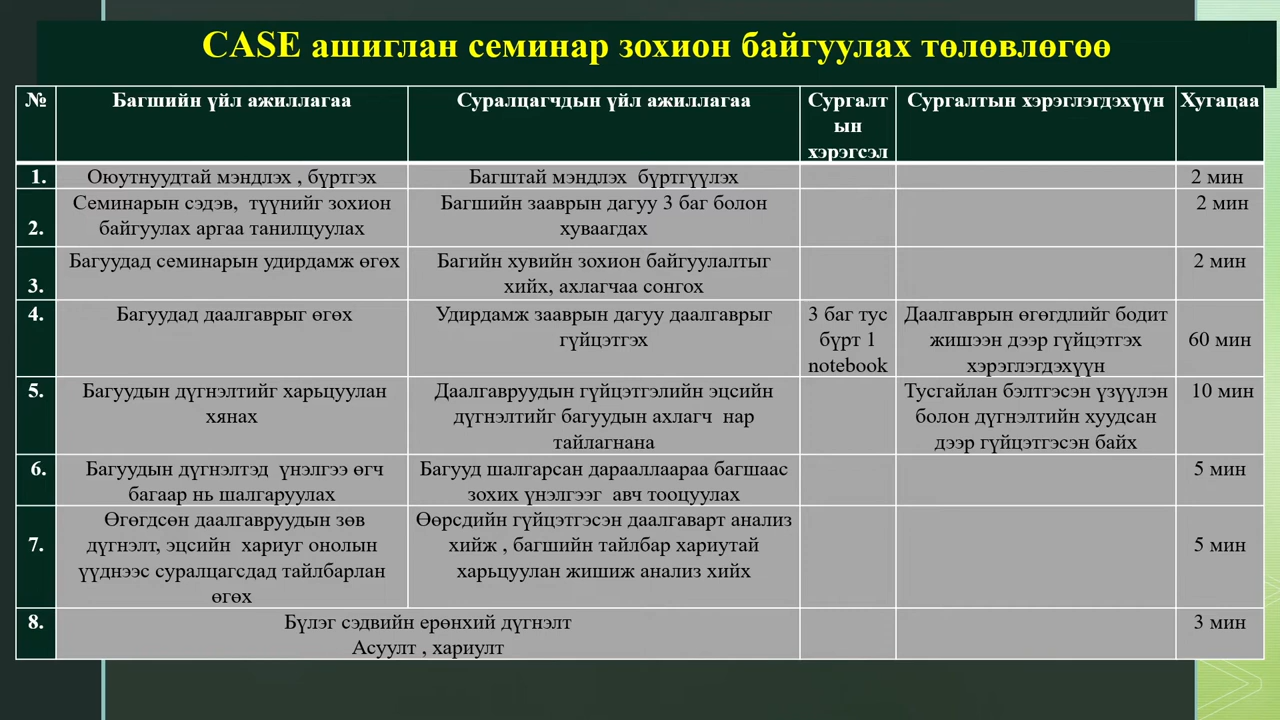 CASE ашиглан семинар зохион байгуулах төлөвлөгөө
№
Багшийн үйл ажиллагаа
Суралцагчдын үйл ажиллагаа
Сургалт
ын
хэрэгсэл
Сургалтын хэрэглэгдэхүүн
Хугацаа
1.
Оюутнуудтай мэндлэх , бүртгэх
Багштай мэндлэх бүртгүүлэх
2 мин
2.
Семинарын сэдэв, түүнийг зохион
байгуулах аргаа танилцуулах
Багшийн зааврын дагуу 3 баг болон
хуваагдах
2 мин
3.
Багуудад семинарын удирдамж өгөх
Багийн хувийн зохион байгуулалтыг
хийх, ахлагчаа сонгох
2 мин
4.
Багуудад даалгаврыг өгөх
Удирдамж зааврын дагуу даалгаврыг
гүйцэтгэх
3 баг тус
бүрт 1
notebook
Даалгаврын өгөгдлийг бодит
жишээн дээр гүйцэтгэх
хэрэглэгдэхүүн
60 мин
5.
Багуудын дүгнэлтийг харьцуулан
хянах
Даалгавруудын гүйцэтгэлийн эцсийн
дүгнэлтийг багуудын ахлагч нар
тайлагнана
Тусгайлан бэлтгэсэн үзүүлэн
болон дүгнэлтийн хуудсан
дээр гүйцэтгэсэн байх
10 мин
6.
Багуудын дүгнэлтэд үнэлгээ өгч
багаар нь шалгаруулах
Багууд шалгарсан дарааллаараа багшаас
зохих үнэлгээг авч тооцуулах
5 мин
7.
Өгөгдсөн даалгавруудын зөв
дүгнэлт, эцсийн хариуг онолын
үүднээс суралцагсдад тайлбарлан
өгөх
Өөрсдийн гүйцэтгэсэн даалгаварт анализ
хийж , багшийн тайлбар хариутай
харьцуулан жишиж анализ хийх
5 мин
8.
Бүлэг сэдвийн ерөнхий дүгнэлт
Асуулт , хариулт
3 мин